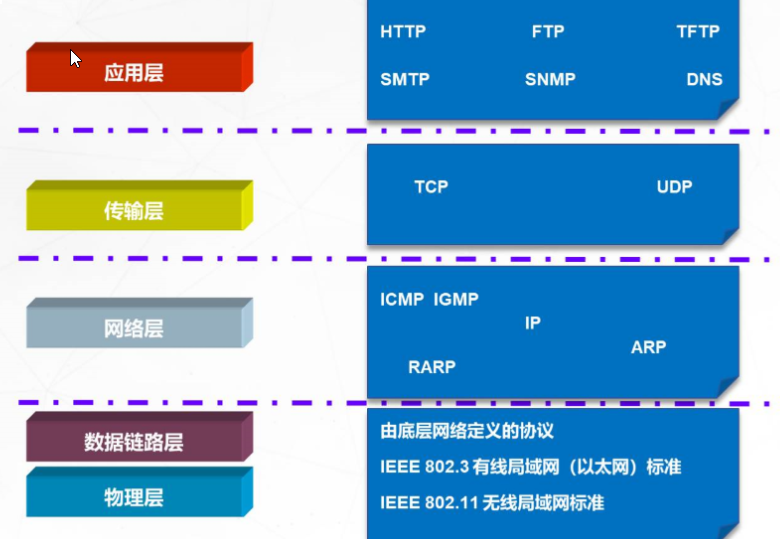 应用层
HTTP FTP TFTP
SMTP SNMP DNS
传输层
TCP UDP
网络层
ICMP IGMP
IP
ARP
RARP
数据链路层
物理层
由底层网络定义的协议
IEEE 802.3 有线局域网（以太网）标准
IEEE 802.11 无线局域网标准